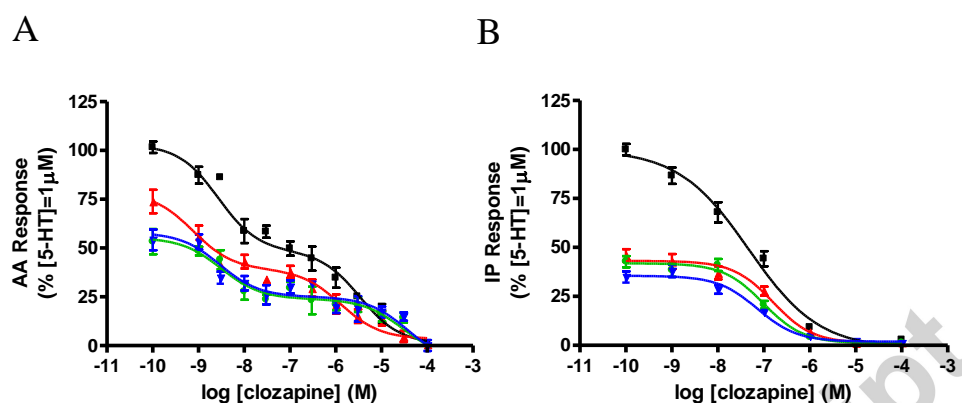 A
B
AA Response
(% [5-HT]=1μM)
125
100
75
50
25
0
-11 -10 -9 -8 -7 -6 -5 -4 -3
log [clozapine] (M)
IP Response
(% [5-HT]=1μM)
125
100
75
50
25
0
-11 -10 -9 -8 -7 -6 -5 -4 -3
log [clozapine] (M)